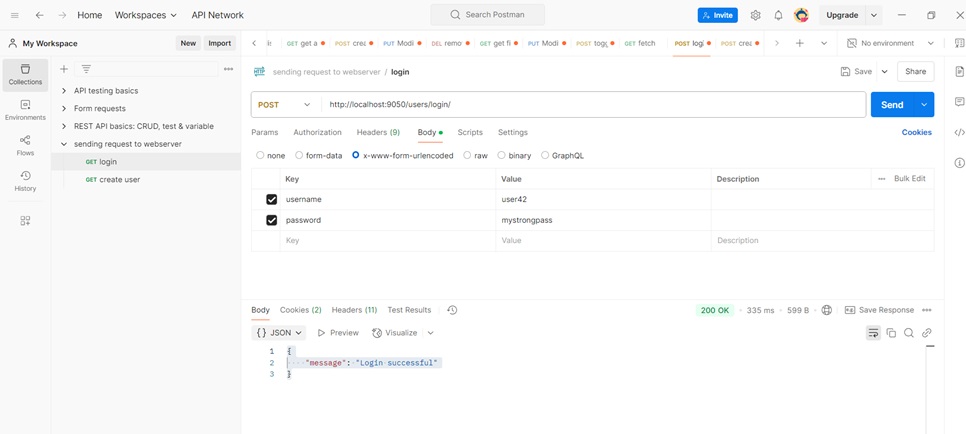 Home Workspaces API Network Search Postman Invite Upgrade
My Workspace New Import GET get a POST crea PUT Modi DEL remo GET get fi PUT Modi POST togg GET fetch POST logi POST crea No environment
Collections
Environments
Flows
History
API testing basics
Form requests
REST API basics: CRUD, test & variable
sending request to webserver
GET login
GET create user
HTTP sending request to webserver / login Save Share
POST http://localhost:9050/users/login/ Send
Params Authorization Headers (9) Body Scripts Settings Cookies
none form-data x-www-form-urlencoded raw binary GraphQL
Key Value Description Bulk Edit
username user42
password mystrongpass
Key Value Description
Body Cookies (2) Headers (11) Test Results 200 OK 335 ms 599 B Save Response
{} JSON Preview Visualize
1 {
2 "message": "Login successful"
3 }